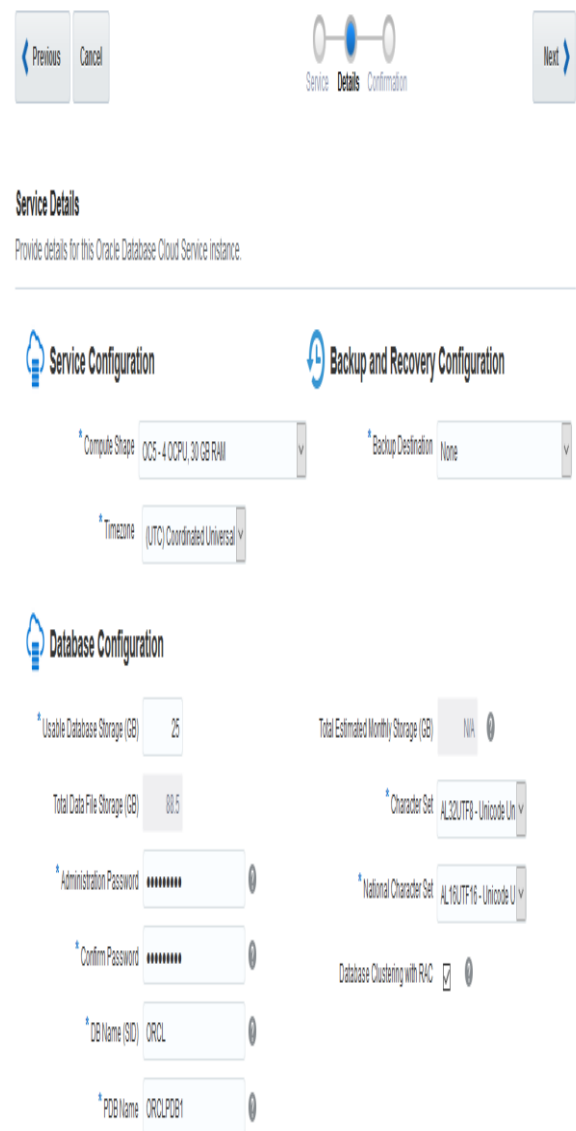 Previous
Cancel
Service Details Confirmation
Next
Service Details
Provide details for this Oracle Database Cloud Service instance.
Service Configuration
* Compute Shape OC5 - 4 OCPU, 30 GB RAM
* Timezone (UTC) Coordinated Universal
Backup and Recovery Configuration
* Backup Destination None
Database Configuration
* Usable Database Storage (GB) 25
Total Data File Storage (GB) 88.5
* Administration Password •••••••••
* Confirm Password •••••••••
* DB Name (SID) ORCL
* PDB Name ORCLPDB1
Total Estimated Monthly Storage (GB) N/A
* Character Set AL32UTF8 - Unicode Un
* National Character Set AL16UTF16 - Unicode U
Database Clustering with RAC